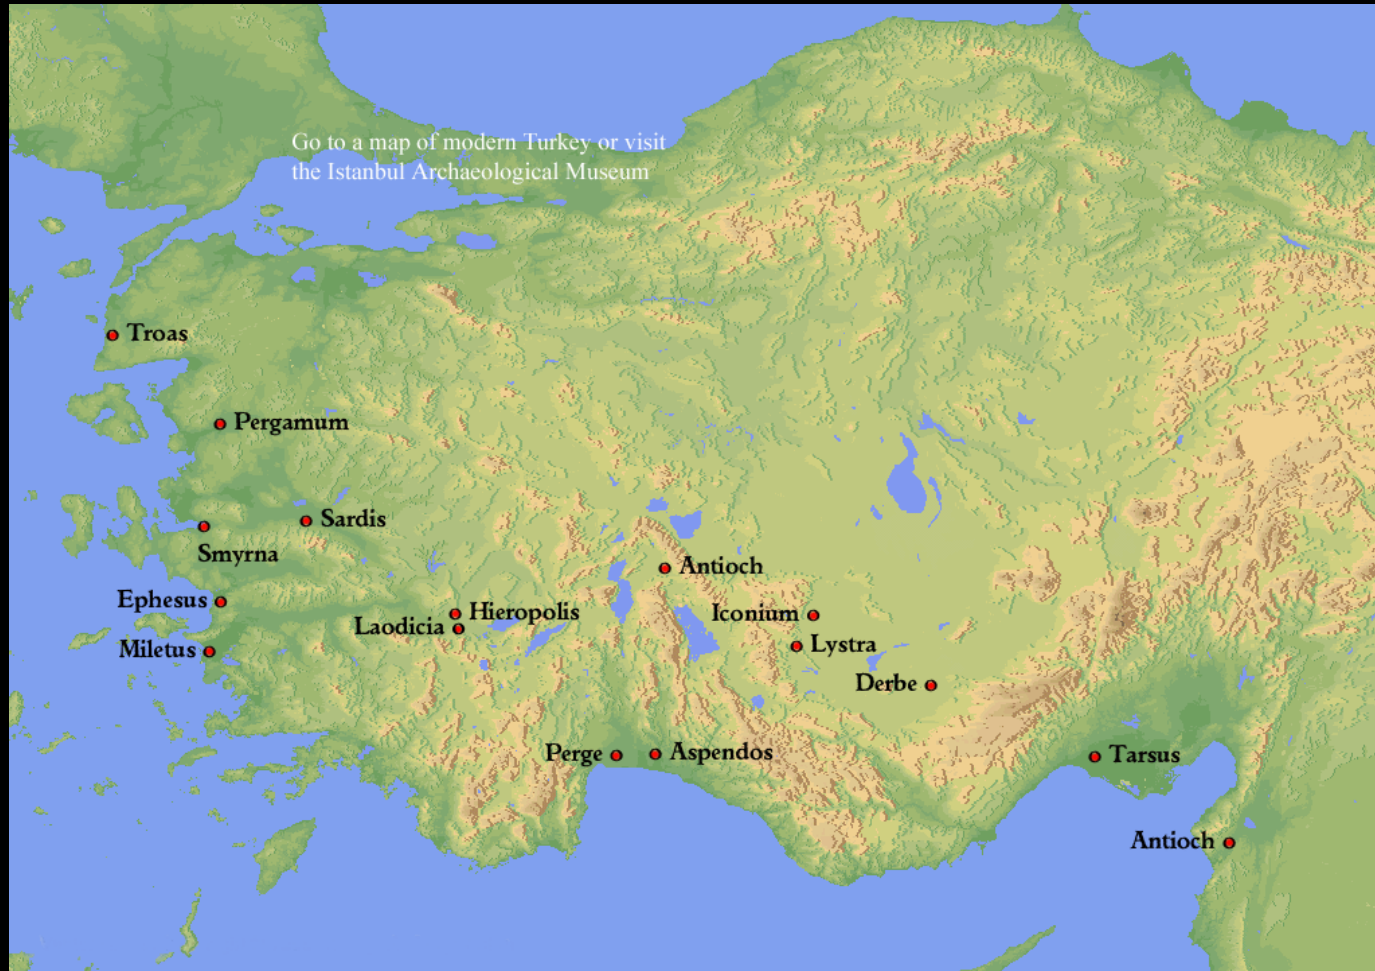 Go to a map of modern Turkey or visit
the Istanbul Archaeological Museum
Troas
Pergamum
Sardis
Smyrna
Antioch
Ephesus
Hieropolis
Iconium
Laodicia
Lystra
Miletus
Derbe
Perge
Aspendos
Tarsus
Antioch